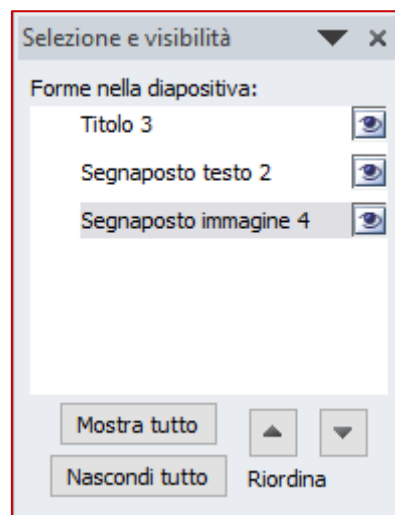 Selezione e visibilità
Forme nella diapositiva:
Titolo 3
Segnaposto testo 2
Segnaposto immagine 4
Mostra tutto
Nascondi tutto
Riordina